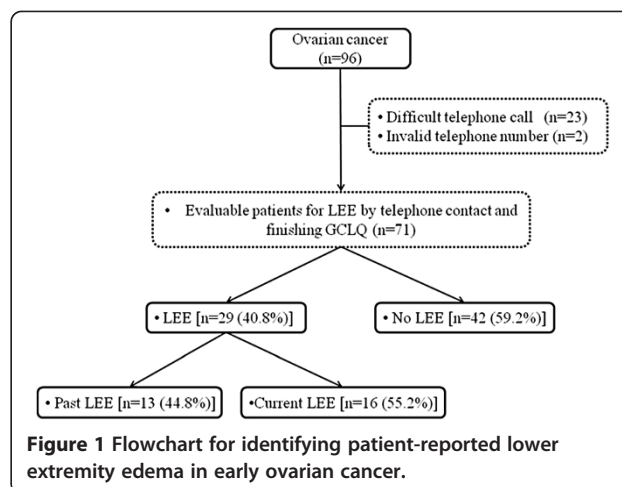 Ovarian cancer
(n=96)
• Difficult telephone call (n=23)
• Invalid telephone number (n=2)
• Evaluable patients for LEE by telephone contact and
finishing GCLQ (n=71)
• LEE [n=29 (40.8%)]
• No LEE [n=42 (59.2%)]
• Past LEE [n=13 (44.8%)]
•Current LEE [n=16 (55.2%)]
Figure 1 Flowchart for identifying patient-reported lower
extremity edema in early ovarian cancer.